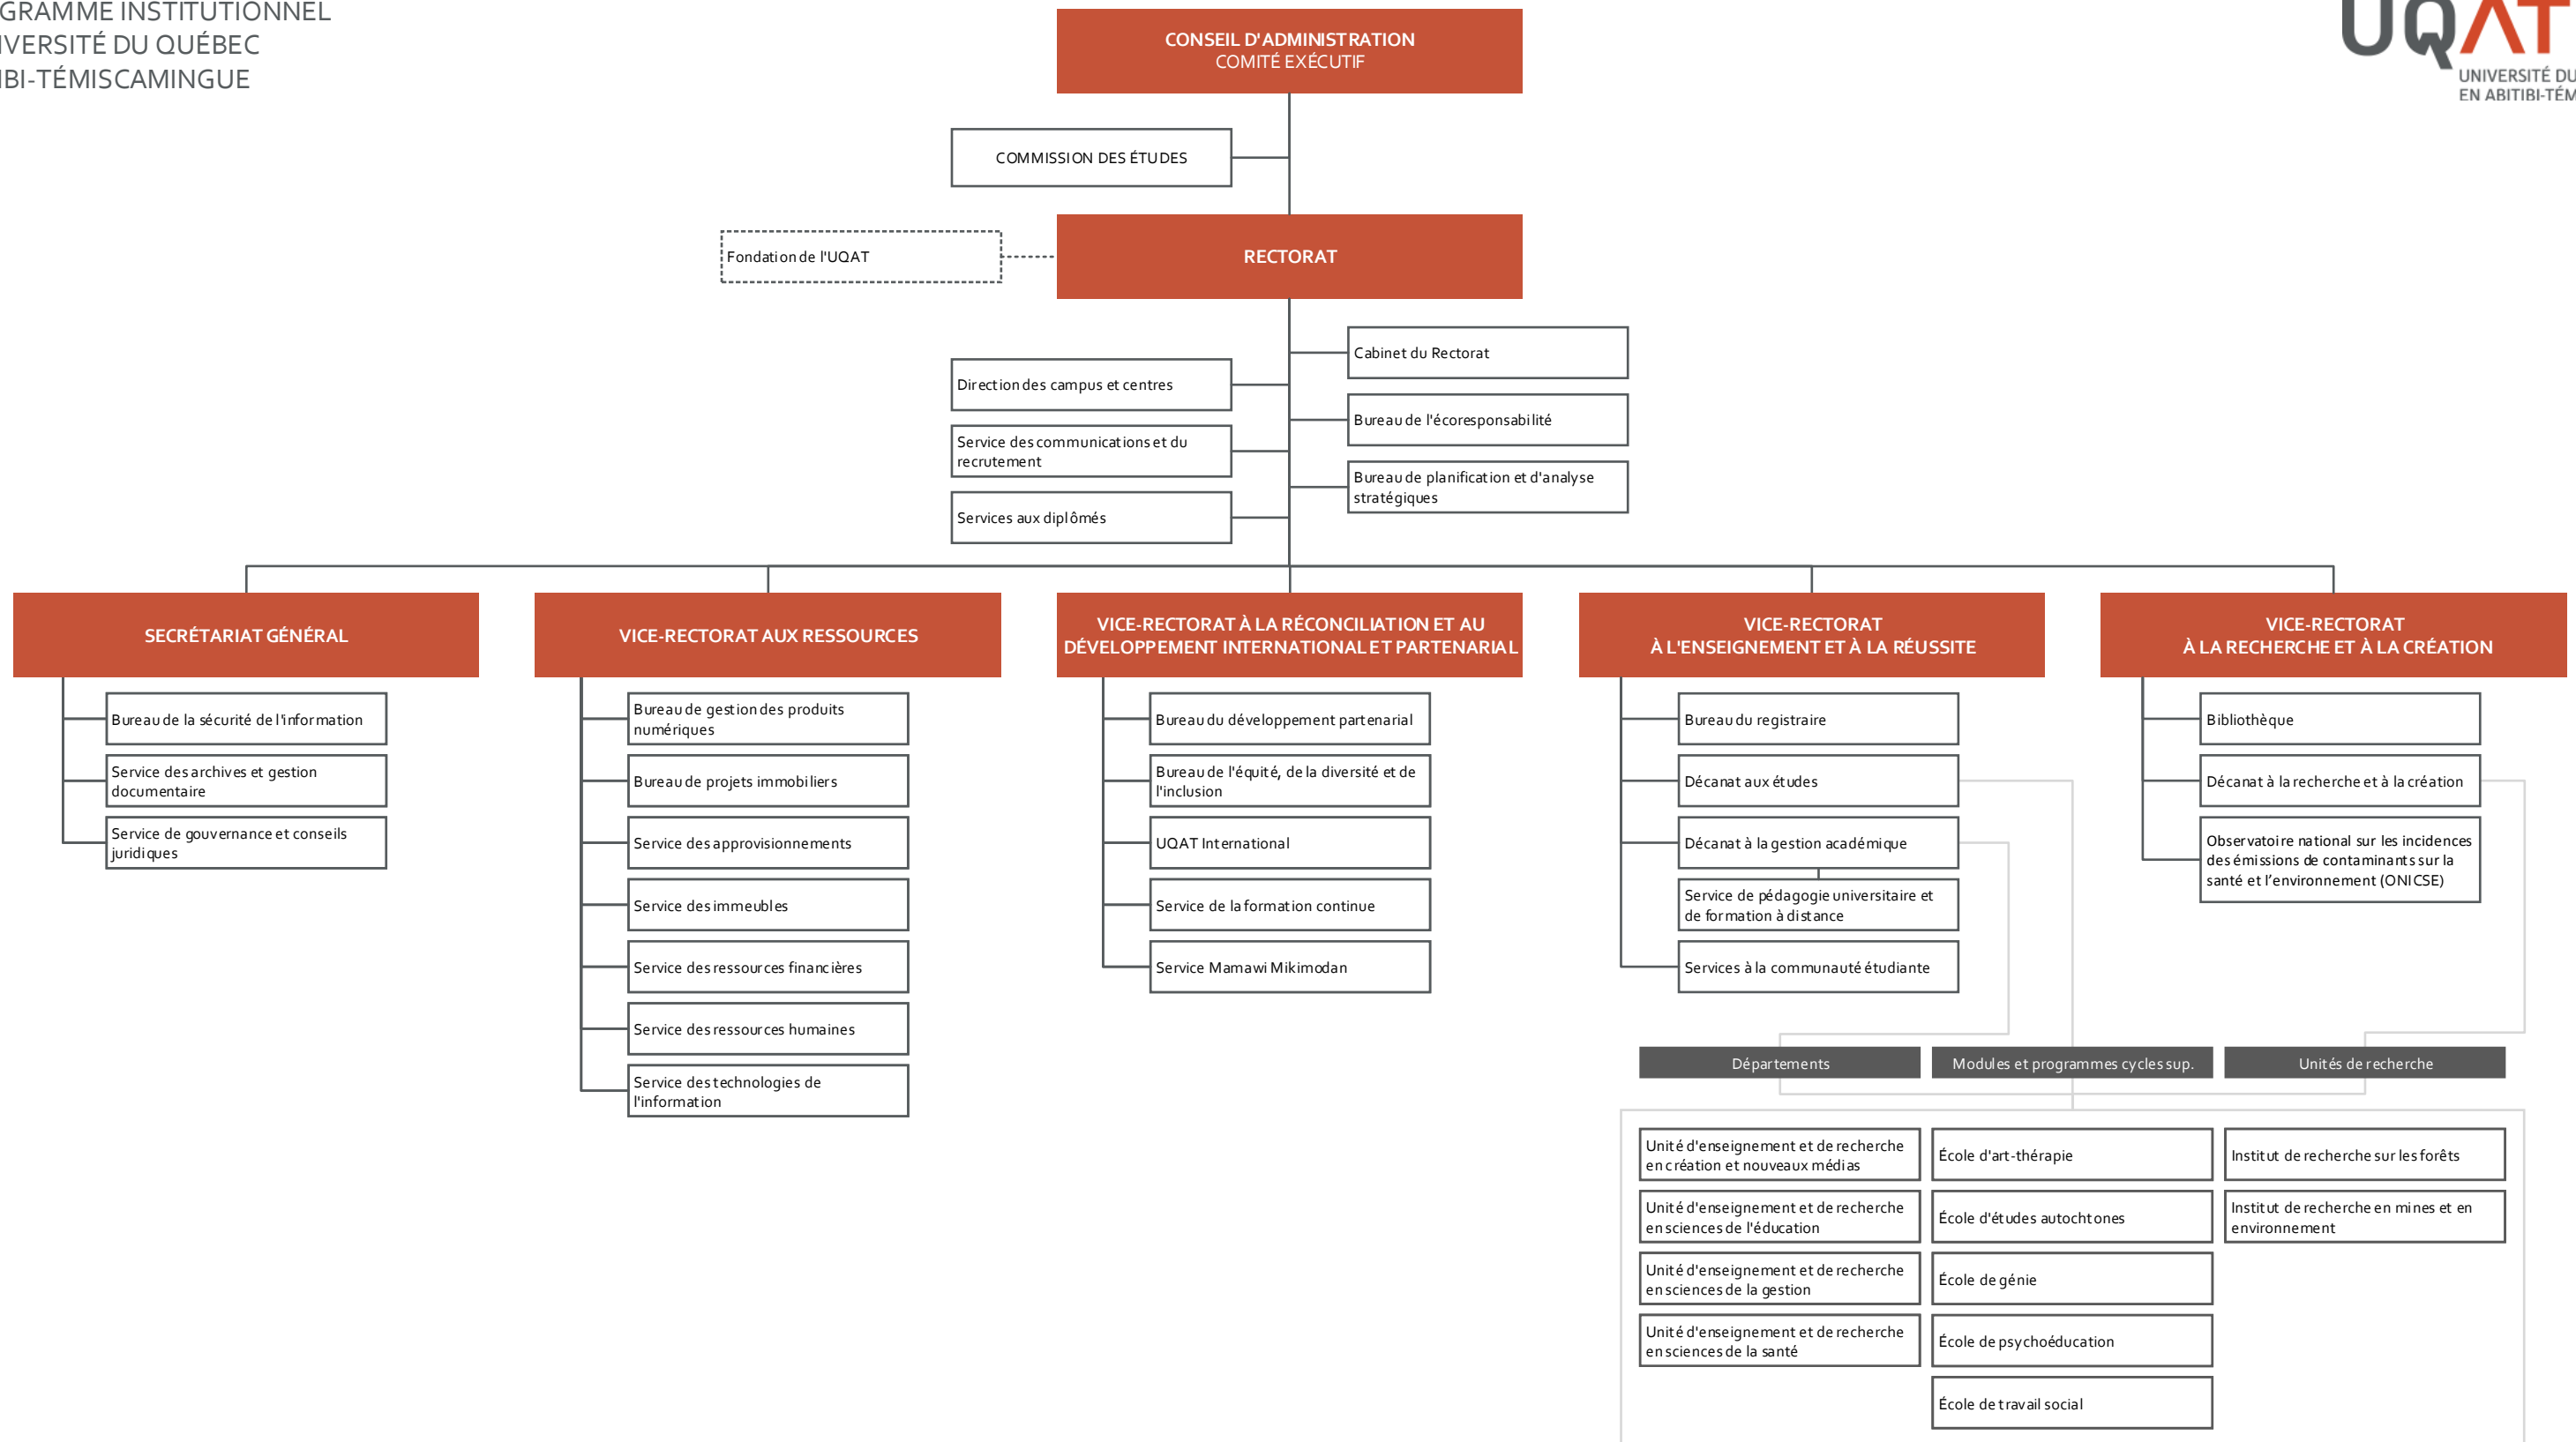 GRAMME INSTITUTIONNEL
IVERSITÉ DU QUÉBEC
IBI-TÉMISCAMINGUE
UQAT
UNIVERSITÉ DU
EN ABITIBI-TÉM
CONSEIL D'ADMINISTRATION
COMITÉ EXÉCUTIF
COMMISSION DES ÉTUDES
Fondation de l'UQAT
RECTORAT
Cabinet du Rectorat
Direction des campus et centres
Bureau de l'écoresponsabilité
Service des communications et du
recrutement
Bureau de planification et d'analyse
stratégiques
Services aux diplômés
SECRÉTARIAT GÉNÉRAL
Bureau de la sécurité de l'information
Service des archives et gestion
documentaire
Service de gouvernance et conseils
juridiques
VICE-RECTORAT AUX RESSOURCES
Bureau de gestion des produits
numériques
Bureau de projets immobiliers
Service des approvisionnements
Service des immeubles
Service des ressources financières
Service des ressources humaines
Service des technologies de
l'information
VICE-RECTORAT À LA RÉCONCILIATION ET AU
DÉVELOPPEMENT INTERNATIONAL ET PARTENARIAL
Bureau du développement partenarial
Bureau de l'équité, de la diversité et de
l'inclusion
UQAT International
Service de la formation continue
Service Mamawi Mikimodan
VICE-RECTORAT
À L'ENSEIGNEMENT ET À LA RÉUSSITE
Bureau du registraire
Décanat aux études
Décanat à la gestion académique
Service de pédagogie universitaire et
de formation à distance
Services à la communauté étudiante
VICE-RECTORAT
À LA RECHERCHE ET À LA CRÉATION
Bibliothèque
Décanat à la recherche et à la création
Observatoire national sur les incidences
des émissions de contaminants sur la
santé et l’environnement (ONICSE)
Départements
Modules et programmes cycles sup.
Unités de recherche
Unité d'enseignement et de recherche
en création et nouveaux médias
Unité d'enseignement et de recherche
en sciences de l'éducation
Unité d'enseignement et de recherche
en sciences de la gestion
Unité d'enseignement et de recherche
en sciences de la santé
École d'art-thérapie
École d'études autochtones
École de génie
École de psychoéducation
École de travail social
Institut de recherche sur les forêts
Institut de recherche en mines et en
environnement